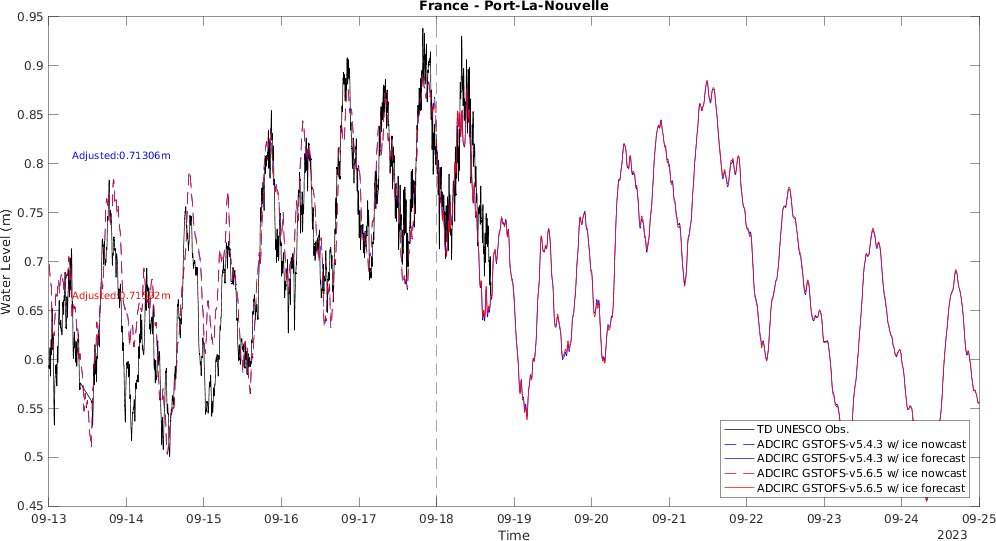 France - Port-La-Nouvelle
0.95
0.9
0.85
0.8
0.75
0.7
0.65
0.6
0.55
0.5
0.45
Water Level (m)
Adjusted:0.71306m
TD UNESCO Obs.
ADCIRC GSTOFS-v5.4.3 w/ ice nowcast
ADCIRC GSTOFS-v5.4.3 w/ ice forecast
ADCIRC GSTOFS-v5.6.5 w/ ice nowcast
ADCIRC GSTOFS-v5.6.5 w/ ice forecast
09-13 09-14 09-15 09-16 09-17 09-18 09-19 09-20 09-21 09-22 09-23 09-24 09-25
Time
2023